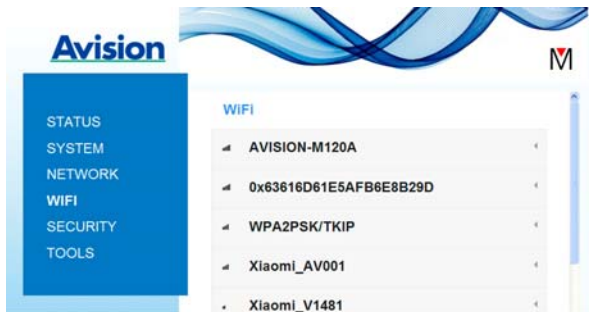 Avision
M
STATUS
SYSTEM
NETWORK
WIFI
SECURITY
TOOLS
WiFi
AVISION-M120A
0x63616D61E5AFB6E8B29D
WPA2PSK/TKIP
Xiaomi_AV001
Xiaomi_V1481